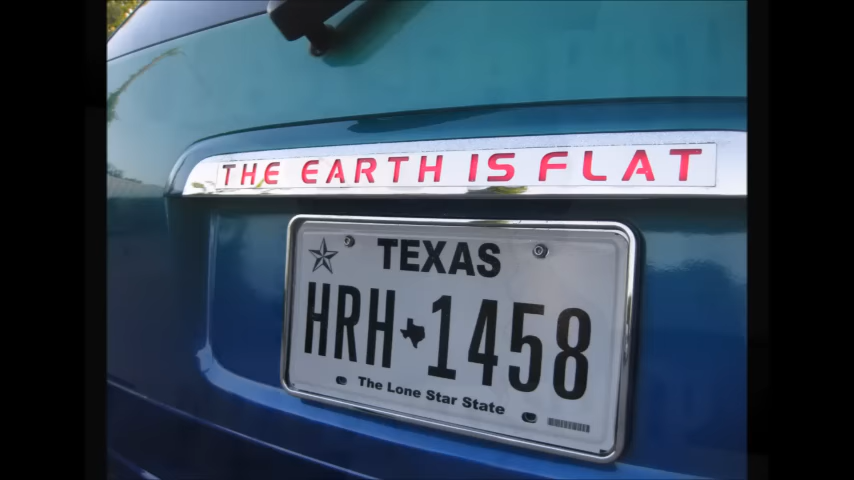 THE EARTH IS FLAT
TEXAS
HRH 1458
The Lone Star State